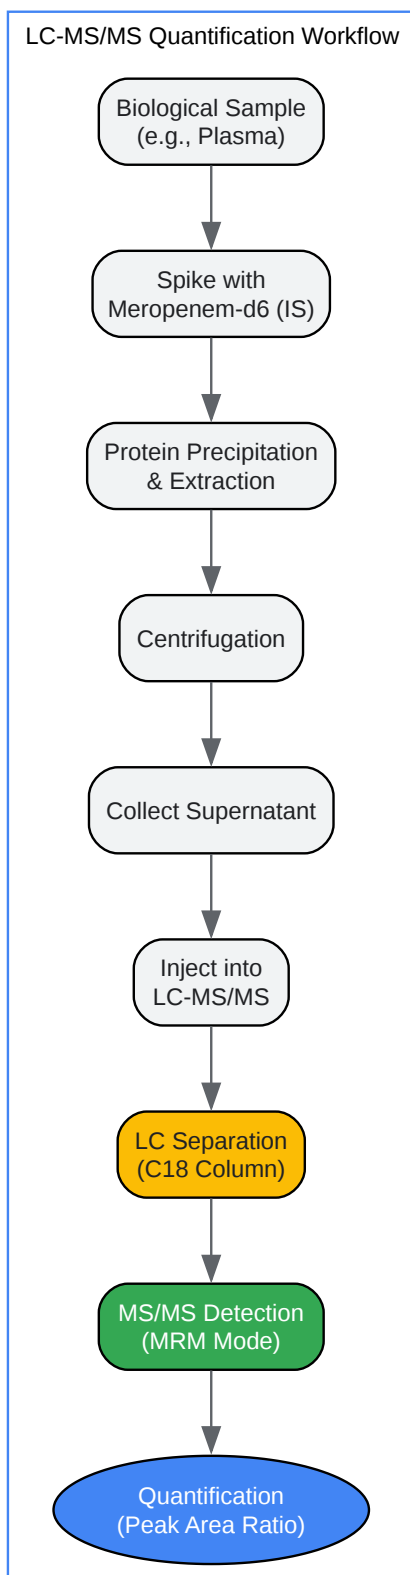 LC-MS/MS Quantification Workflow
Biological Sample
(e.g., Plasma)
Spike with
Meropenem-d6 (IS)
Protein Precipitation
& Extraction
Centrifugation
Collect Supernatant
Inject into
LC-MS/MS
LC Separation
(C18 Column)
MS/MS Detection
(MRM Mode)
Quantification
(Peak Area Ratio)